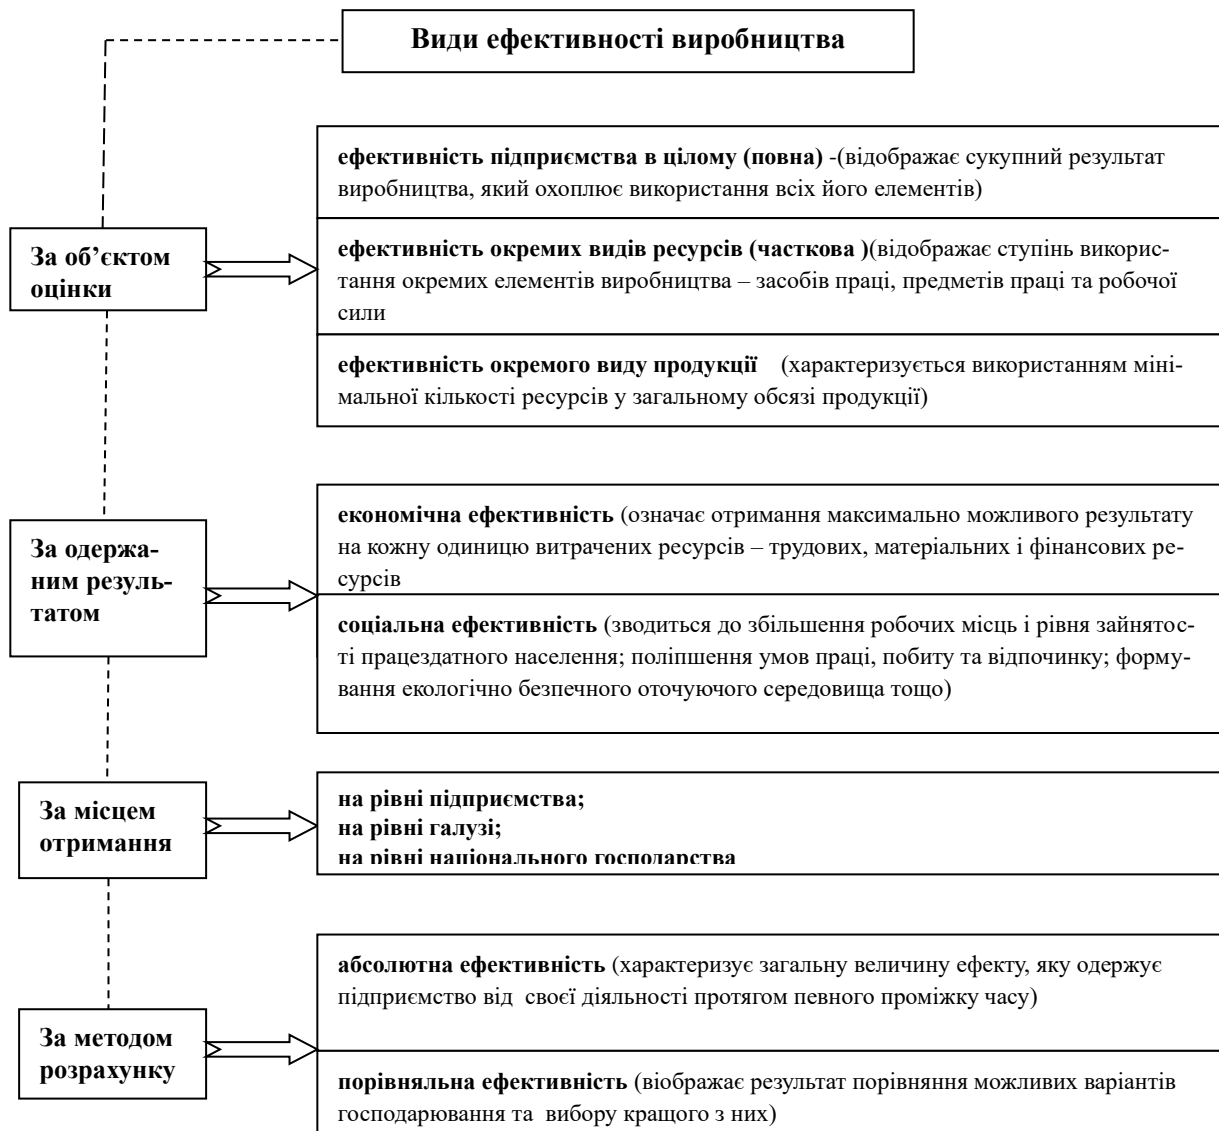 Види ефективності виробництва
ефективність підприємства в цілому (повна) -(відображає сукупний результат
виробництва, який охоплює використання всіх його елементів)
За об’єктом
оцінки
ефективність окремих видів ресурсів (часткова )(відображає ступінь викорис-
тання окремих елементів виробництва – засобів праці, предметів праці та робочої
сили
ефективність окремого виду продукції (характеризується використанням міні-
мальної кількості ресурсів у загальному обсязі продукції)
За одержа-
ним резуль-
татом
економічна ефективність (означає отримання максимально можливого результату
на кожну одиницю витрачених ресурсів – трудових, матеріальних і фінансових ре-
сурсів
соціальна ефективність (зводиться до збільшення робочих місць і рівня зайнятос-
ті працездатного населення; поліпшення умов праці, побиту та відпочинку; форму-
вання екологічно безпечного оточуючого середовища тощо)
За місцем
отримання
на рівні підприємства;
на рівні галузі;
на рівні національного господарства
За методом
розрахунку
абсолютна ефективність (характеризує загальну величину ефекту, яку одержує
підприємство від своєї діяльності протягом певного проміжку часу)
порівняльна ефективність (віображає результат порівняння можливих варіантів
господарювання та вибору кращого з них)